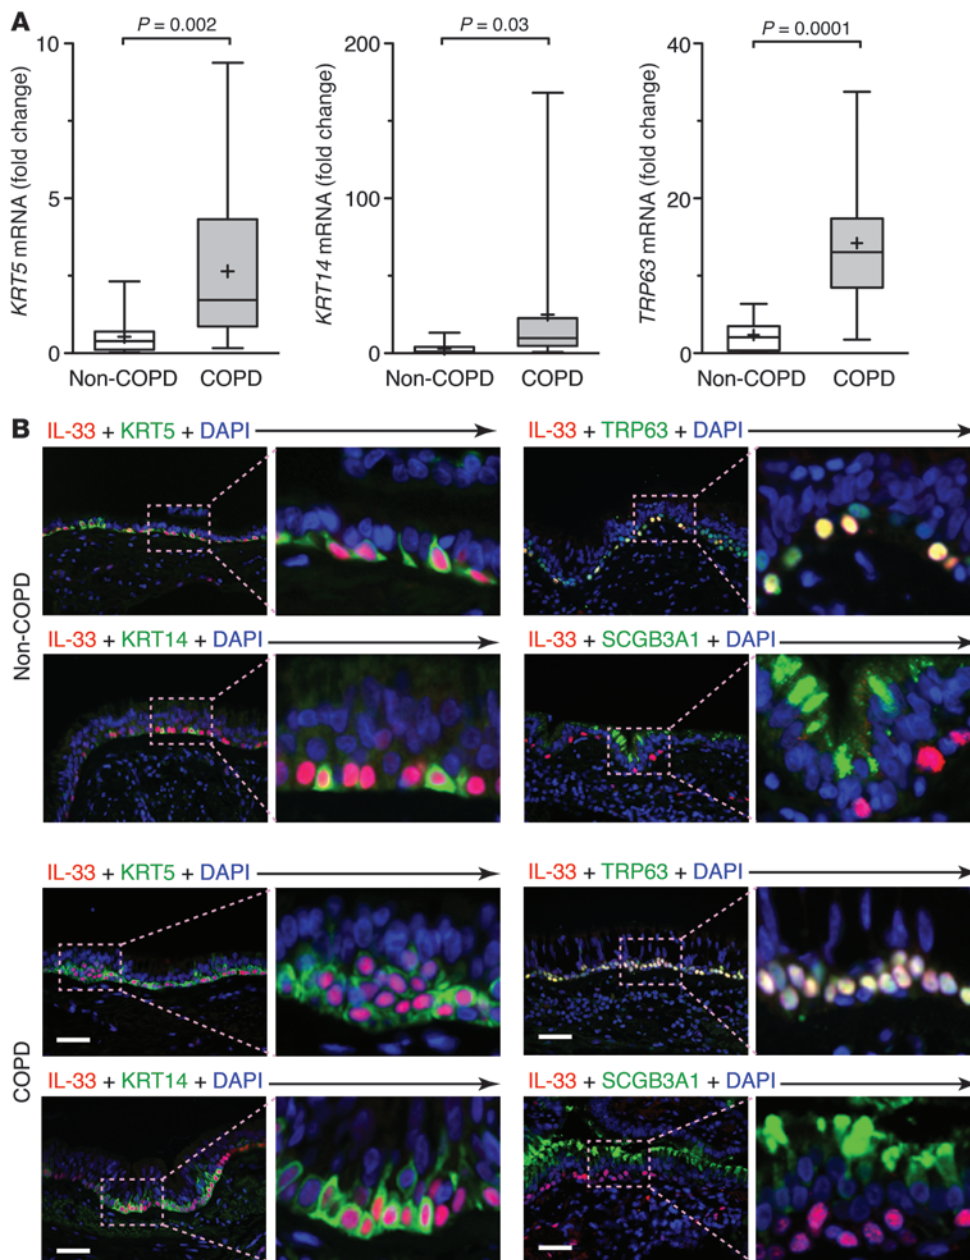 A
P = 0.002
P = 0.03
P = 0.0001
10
5
0
KRT5 mRNA (fold change)
Non-COPD COPD
200
100
0
KRT14 mRNA (fold change)
Non-COPD COPD
40
20
0
TRP63 mRNA (fold change)
Non-COPD COPD
B
Non-COPD
IL-33 + KRT5 + DAPI
IL-33 + TRP63 + DAPI
IL-33 + KRT14 + DAPI
IL-33 + SCGB3A1 + DAPI
COPD
IL-33 + KRT5 + DAPI
IL-33 + TRP63 + DAPI
IL-33 + KRT14 + DAPI
IL-33 + SCGB3A1 + DAPI